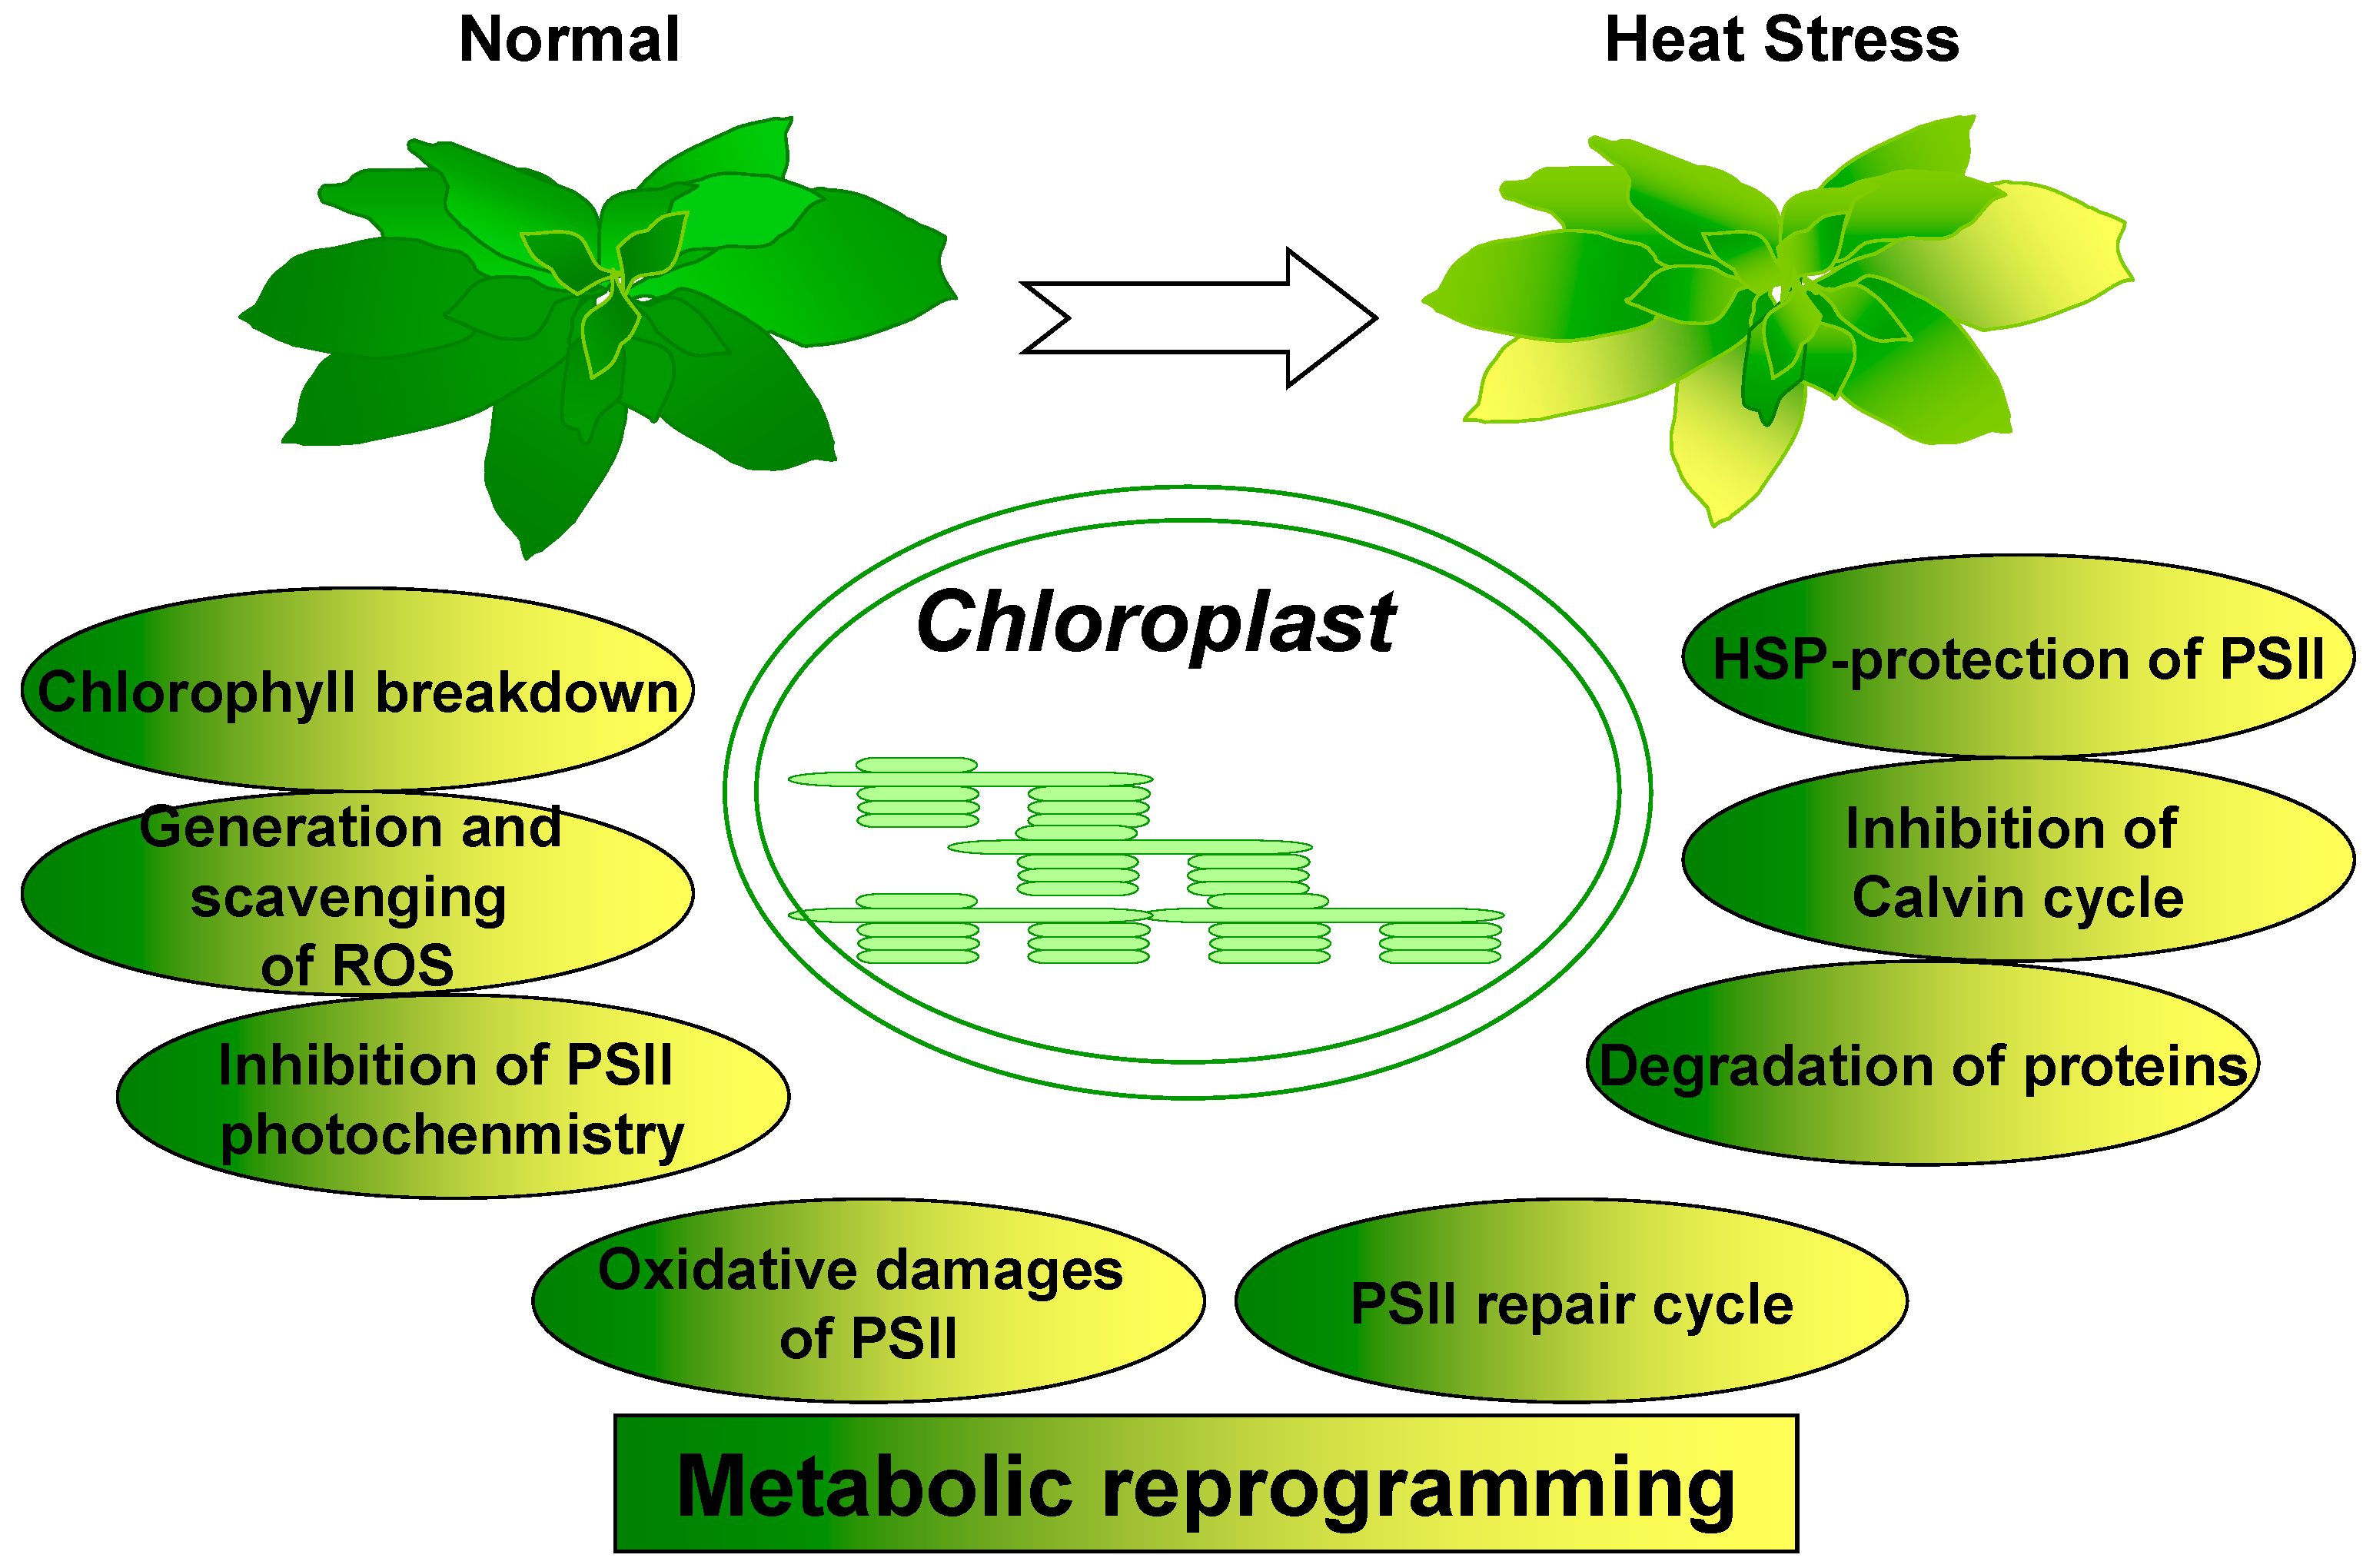 Normal
Heat Stress
Chloroplast
Chlorophyll breakdown
Generation and
scavenging
of ROS
Inhibition of PSII
photochenmistry
Oxidative damages
of PSII
PSII repair cycle
HSP-protection of PSII
Inhibition of
Calvin cycle
Degradation of proteins
Metabolic reprogramming